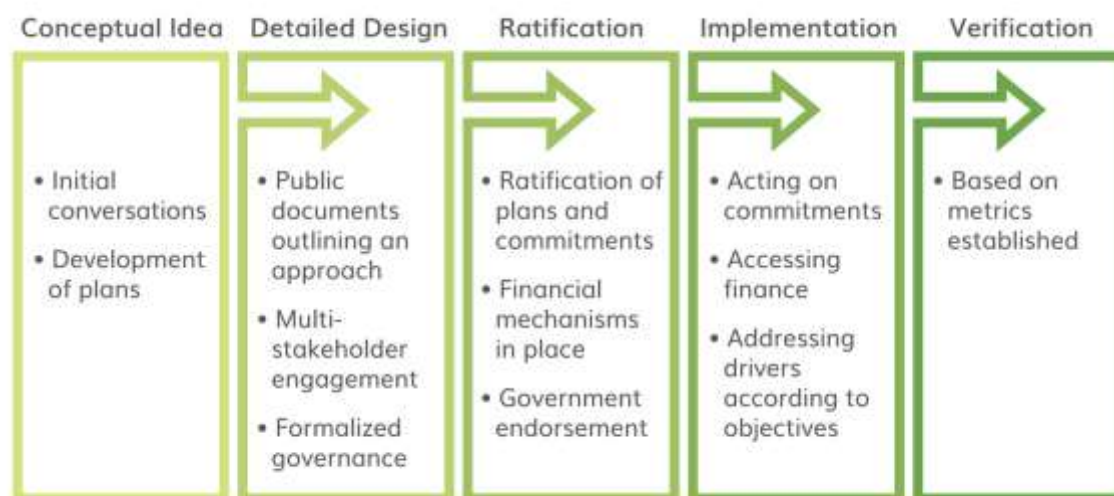 Conceptual Idea
• Initial
conversations
• Development
of plans
Detailed Design
• Public
documents
outlining an
approach
• Multi-
stakeholder
engagement
• Formalized
governance
Ratification
• Ratification of
plans and
commitments
• Financial
mechanisms
in place
• Government
endorsement
Implementation
• Acting on
commitments
• Accessing
finance
• Addressing
drivers
according to
objectives
Verification
• Based on
metrics
established